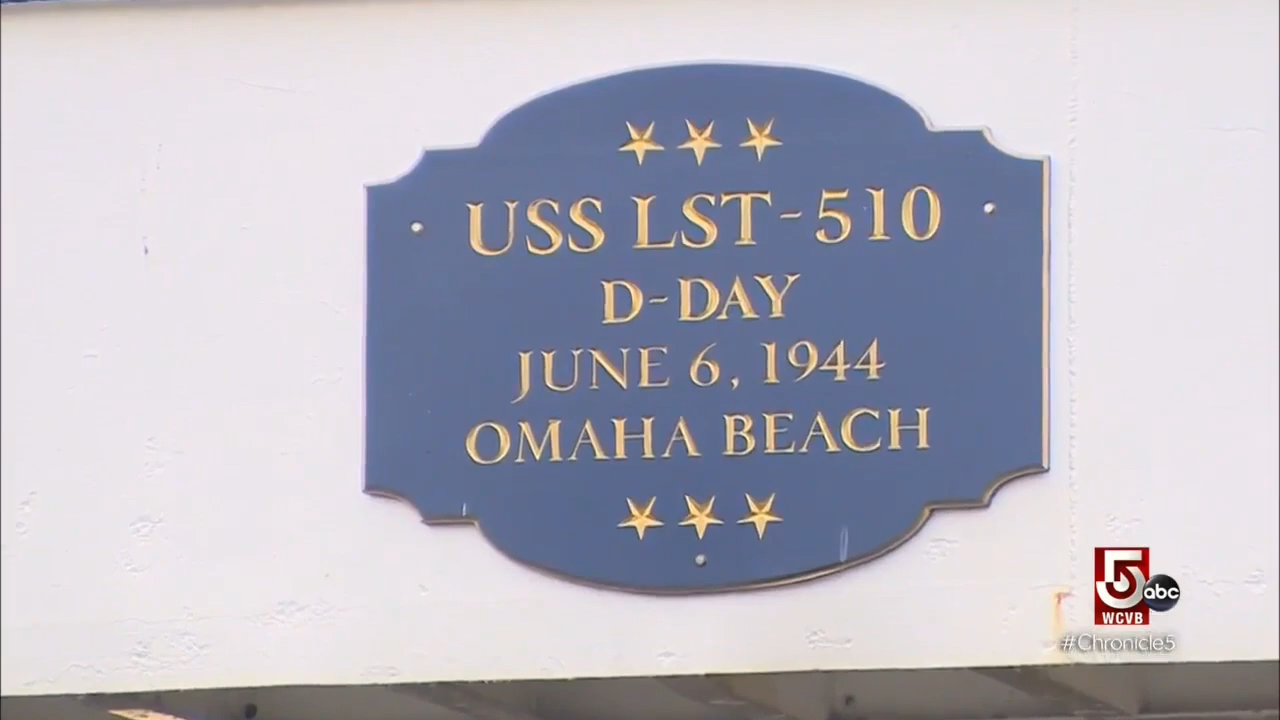 USS LST-510
D-DAY
JUNE 6, 1944
OMAHA BEACH
5
abc
WCVB
#Chronicle5